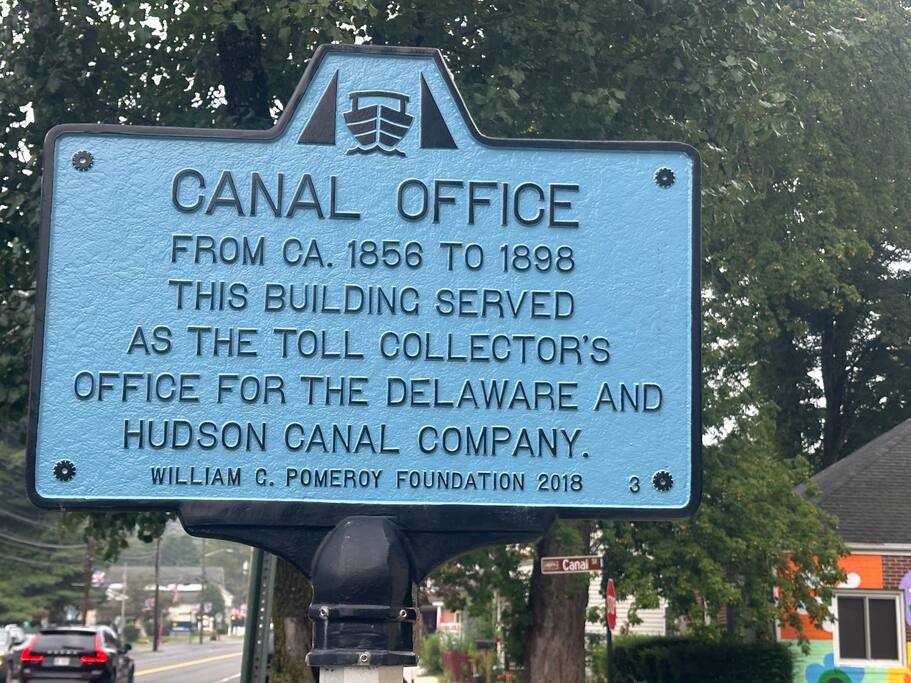 CANAL OFFICE
FROM CA. 1856 TO 1898
THIS BUILDING SERVED
AS THE TOLL COLLECTOR'S
OFFICE FOR THE DELAWARE AND
HUDSON CANAL COMPANY.
WILLIAM G. POMEROY FOUNDATION 2018 3
Canal ST